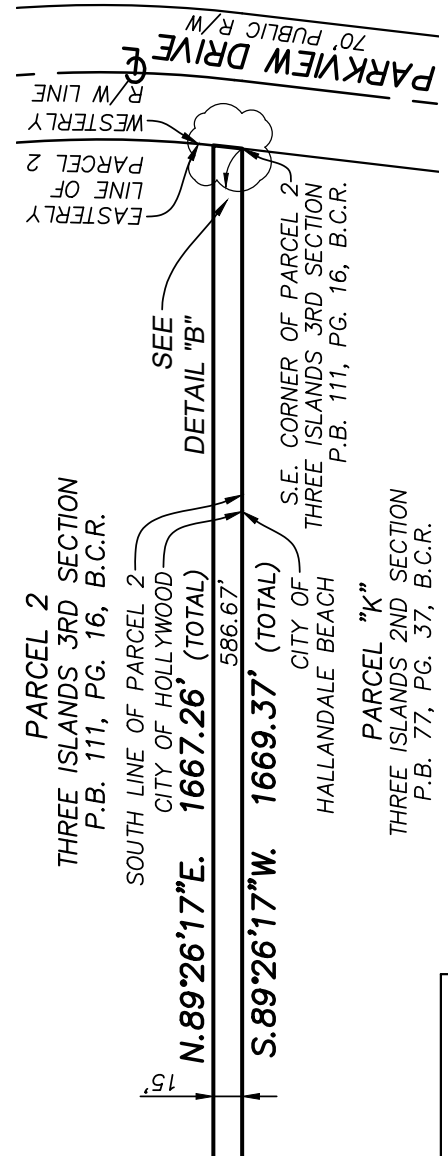 PARKVIEW DRIVE
70' PUBLIC R/W
WESTERLY
R/W LINE
EASTERLY
LINE OF
PARCEL 2
SEE
DETAIL "B"
S.E. CORNER OF PARCEL 2
THREE ISLANDS 3RD SECTION
P.B. 111, PG. 16, B.C.R.
PARCEL 2
THREE ISLANDS 3RD SECTION
P.B. 111, PG. 16, B.C.R.
SOUTH LINE OF PARCEL 2
CITY OF HOLLYWOOD
N.89°26'17"E. 1667.26' (TOTAL)
586.67'
S.89°26'17"W. 1669.37' (TOTAL)
CITY OF
HALLANDALE BEACH
PARCEL "K"
THREE ISLANDS 2ND SECTION
P.B. 77, PG. 37, B.C.R.
15'